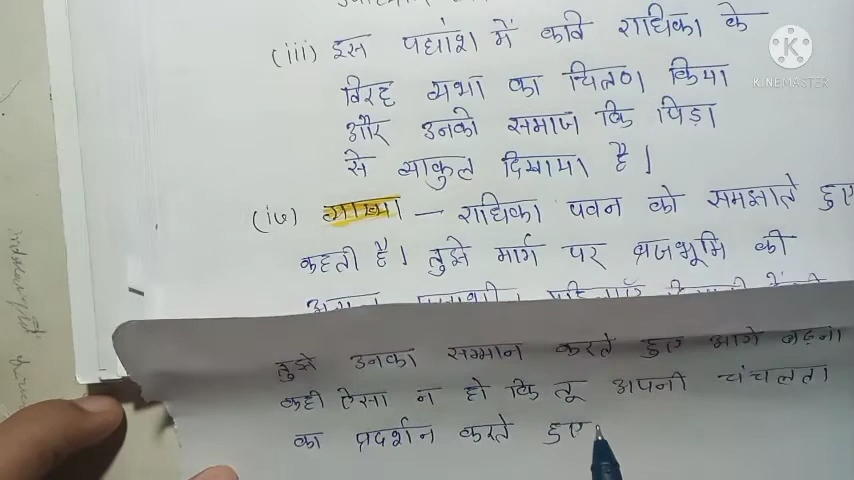 (iii) इस पद्यांश में कवि राधिका के
विरह व्यथा का चित्रण किया
और उनको समाज कि पिड़ा
से व्याकुल दिखाया है।
(iv) व्याख्या – राधिका पवन को समझाते हुए
कहती है। तुझे मार्ग पर ब्रजभूमि की
तुझे उनका सम्मान करते हुए आगे बढ़ना
कही ऐसा न हो कि तू अपनी चंचलता
का प्रदर्शन करते हुए
KINEMASTER